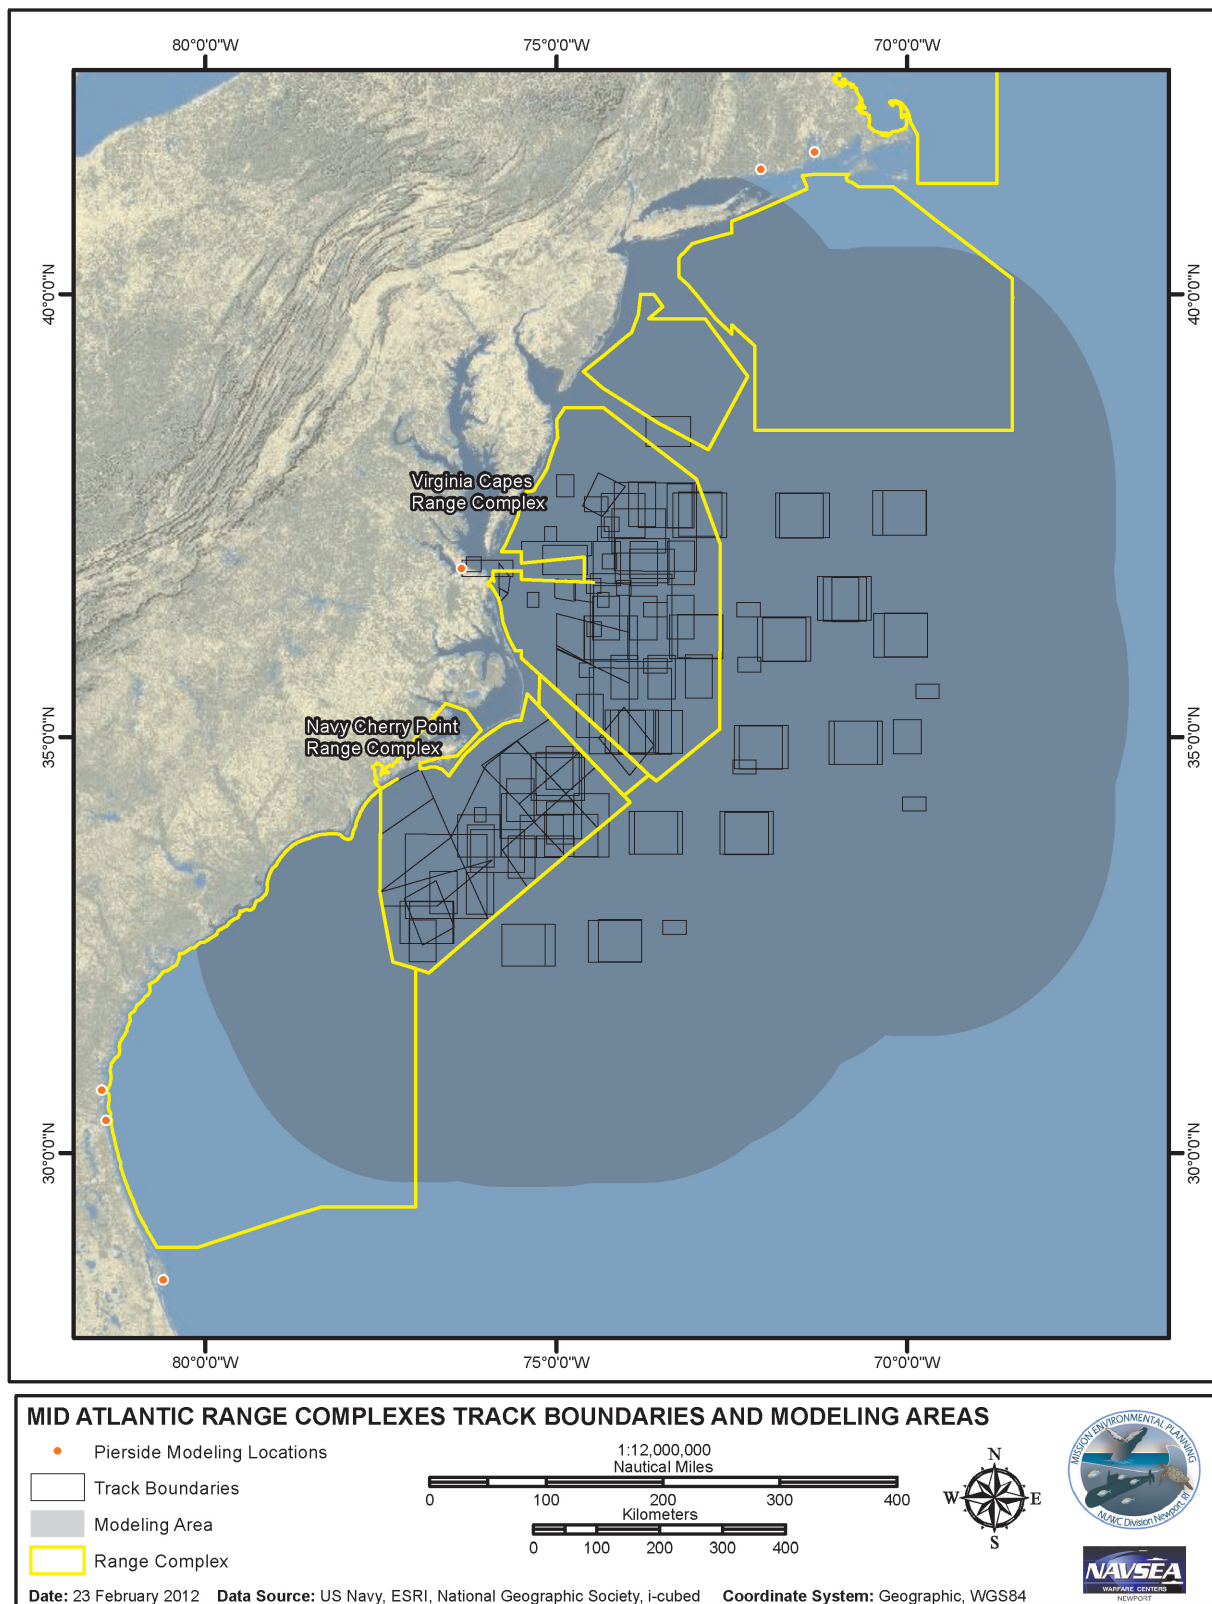 80°0'0"W 75°0'0"W 70°0'0"W
40°0'0"N 40°0'0"N
Virginia Capes
Range Complex
Navy Cherry Point
Range Complex
35°0'0"N 35°0'0"N
30°0'0"N 30°0'0"N
80°0'0"W 75°0'0"W 70°0'0"W
MID ATLANTIC RANGE COMPLEXES TRACK BOUNDARIES AND MODELING AREAS
Pierside Modeling Locations
Track Boundaries
Modeling Area
Range Complex
1:12,000,000
Nautical Miles
0 100 200 300 400
Kilometers
0 100 200 300 400
N
W E
S
MISSION ENVIRONMENTAL PLANNING
NUWC Division Newport, RI
NAVSEA
WARFARE CENTERS
NEWPORT
Date: 23 February 2012 Data Source: US Navy, ESRI, National Geographic Society, i-cubed Coordinate System: Geographic, WGS84